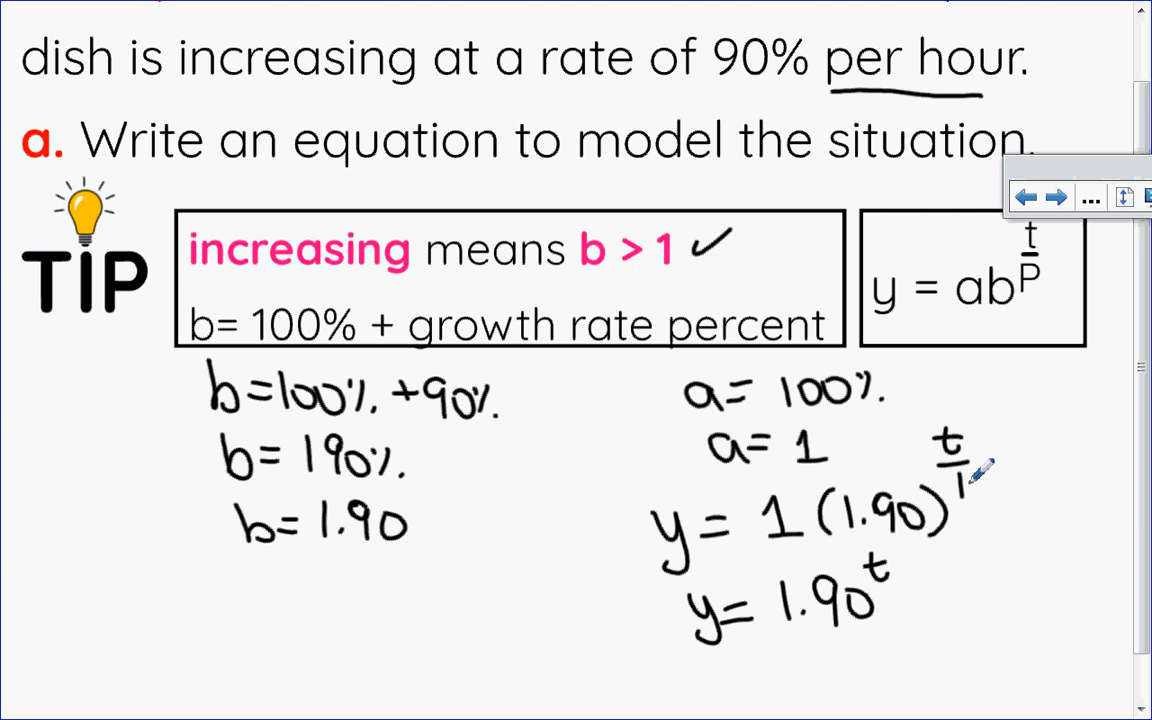 dish is increasing at a rate of 90% per hour.
a. Write an equation to model the situation.
TIP
increasing means b > 1 ✓
b= 100% + growth rate percent
y = ab^(t/P)
b=100% +90%.
b= 190%.
b= 1.90
a= 100%.
a= 1
y = 1(1.90)^(t/1)
y= 1.90^t
...